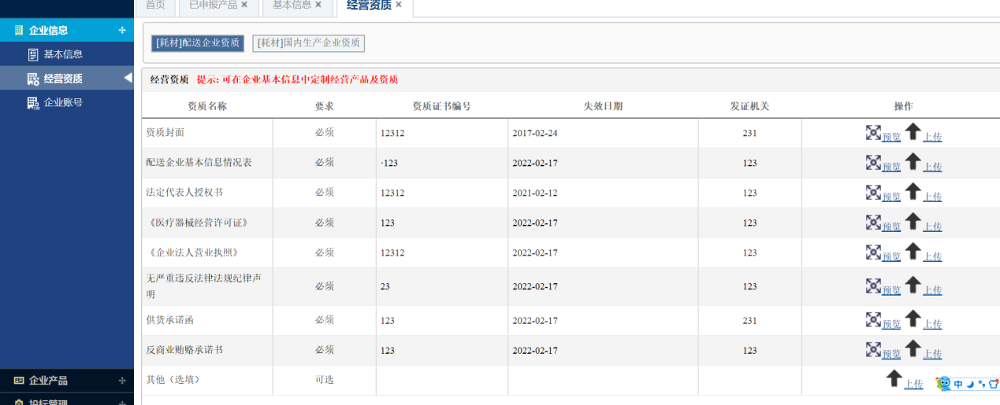 首页 已申报产品 × 基本信息 × 经营资质 ×
企业信息
基本信息
经营资质
企业账号
企业产品
投标管理
[耗材]配送企业资质 [耗材]国内生产企业资质
经营资质 提示: 可在企业基本信息中定制经营产品及资质
资质名称 要求 资质证书编号 失效日期 发证机关 操作
资质封面 必须 12312 2017-02-24 231 预览 上传
配送企业基本信息情况表 必须 ·123 2022-02-17 123 预览 上传
法定代表人授权书 必须 12312 2021-02-12 123 预览 上传
《医疗器械经营许可证》 必须 123 2022-02-17 123 预览 上传
《企业法人营业执照》 必须 12312 2022-02-17 123 预览 上传
无严重违反法律法规纪律声
明 必须 23 2022-02-17 123 预览 上传
供货承诺函 必须 123 2022-02-17 231 预览 上传
反商业贿赂承诺书 必须 123 2022-02-17 123 预览 上传
其他（选填） 可选 上传
中